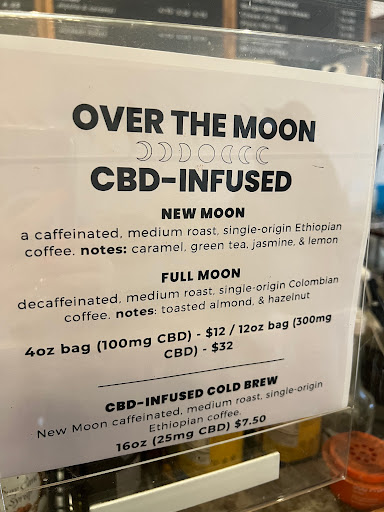 OVER THE MOON
CBD-INFUSED
NEW MOON
a caffeinated, medium roast, single-origin Ethiopian
coffee. notes: caramel, green tea, jasmine, & lemon
FULL MOON
decaffeinated, medium roast, single-origin Colombian
coffee. notes: toasted almond, & hazelnut
4oz bag (100mg CBD) - $12 / 12oz bag (300mg
CBD) - $32
CBD-INFUSED COLD BREW
New Moon caffeinated, medium roast, single-origin
Ethiopian coffee.
16oz (25mg CBD) $7.50